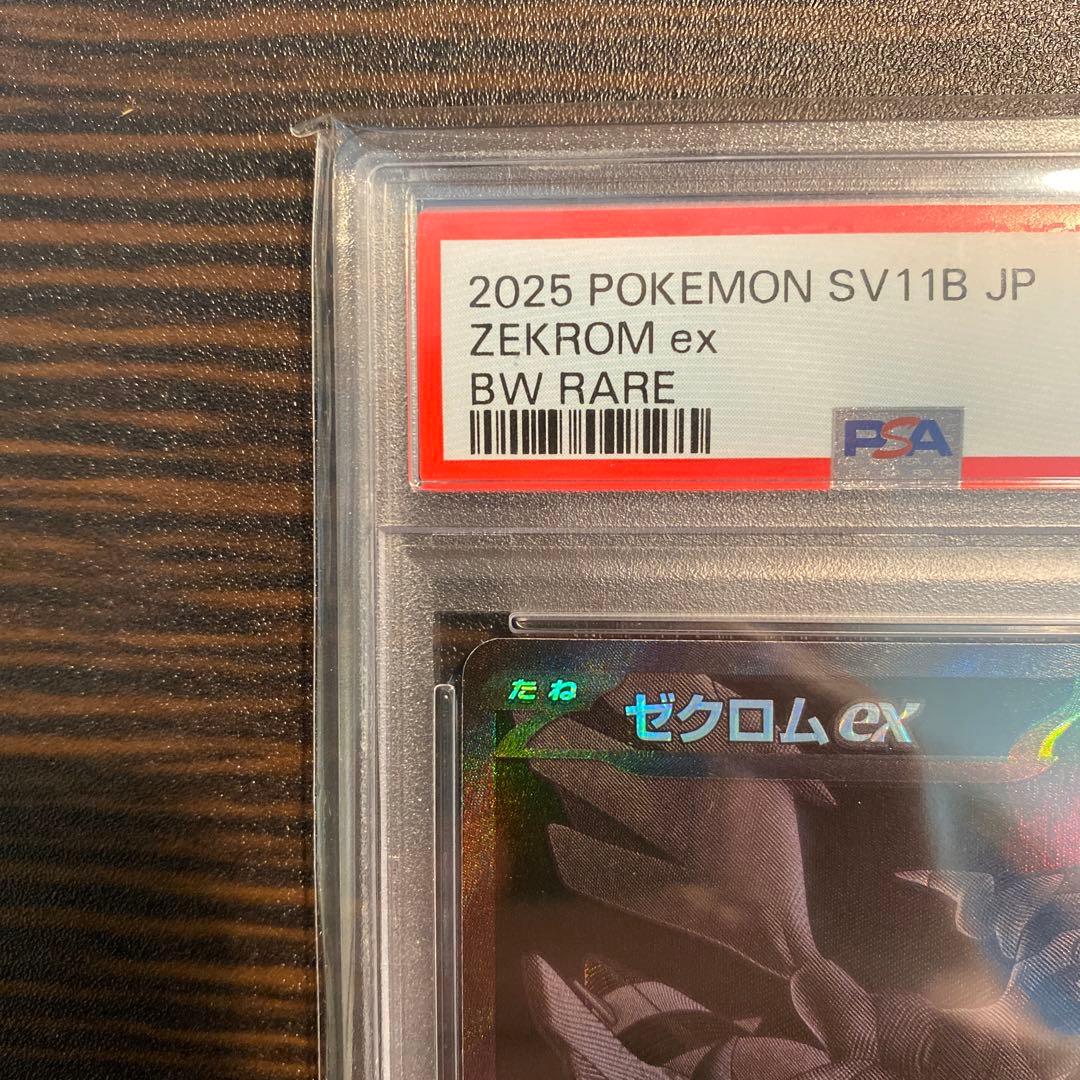 2025 POKEMON SV11B JP
ZEKROM ex
BW RARE
PSA
たね
ゼクロムex